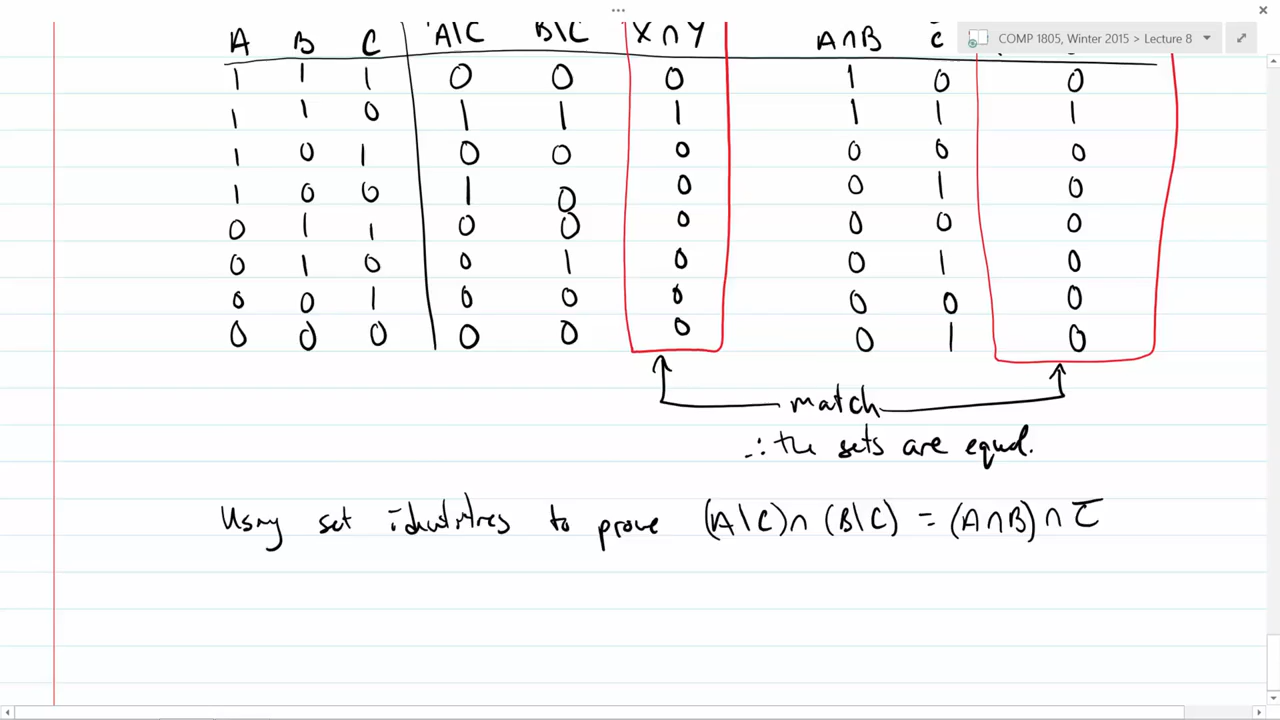 COMP 1805, Winter 2015 > Lecture 8
A B C A\C B\C X∩Y A∩B C̅
1 1 1 0 0 0 1 0 0
1 1 0 1 1 1 1 1 1
1 0 1 0 0 0 0 0 0
1 0 0 1 0 0 0 1 0
0 1 1 0 0 0 0 0 0
0 1 0 0 1 0 0 1 0
0 0 1 0 0 0 0 0 0
0 0 0 0 0 0 0 1 0
match
∴ the sets are equal.
Using set identities to prove (A\C)∩(B\C) = (A∩B)∩C̅